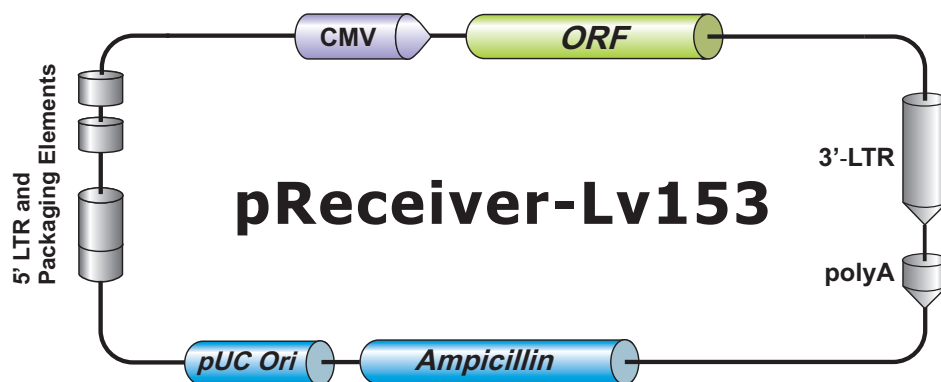 CMV
ORF
5' LTR and
Packaging Elements
3'-LTR
pReceiver-Lv153
polyA
pUC Ori
Ampicillin